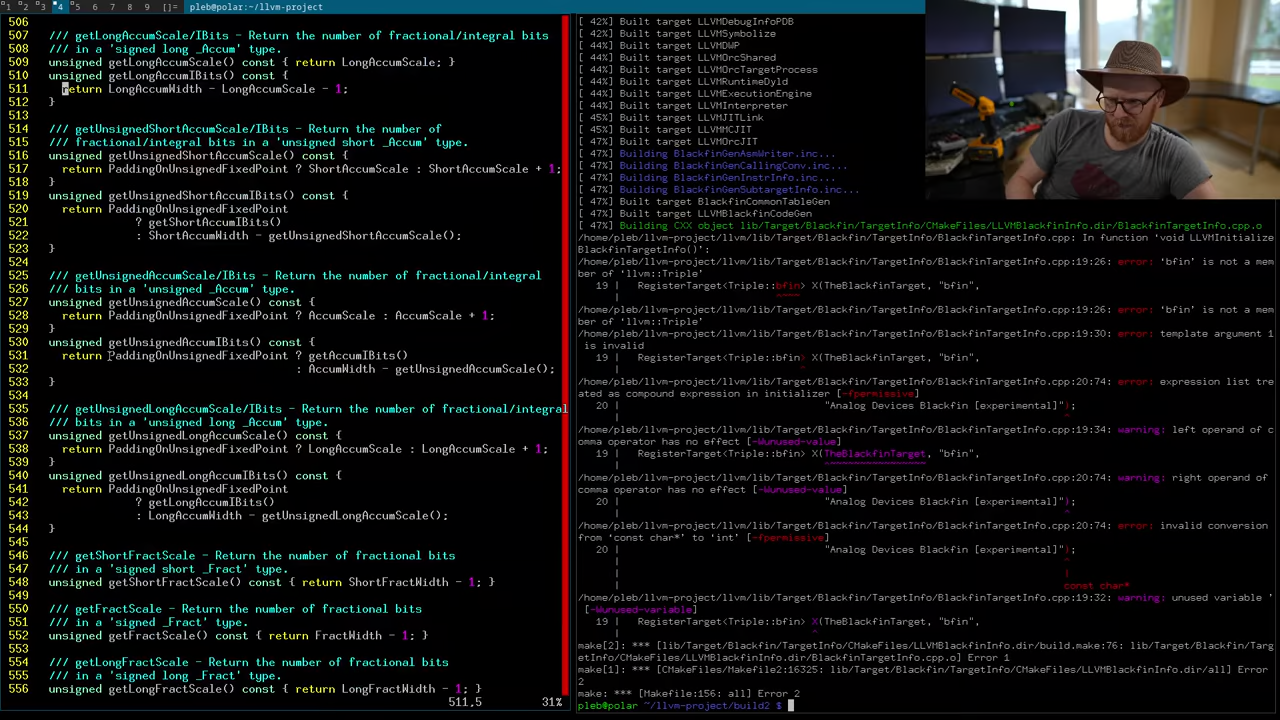 1 2 3 4 5 6 7 8 9 []= pleb@polar:~/llvm-project
506
507 /// getLongAccumScale/IBits - Return the number of fractional/integral bits
508 /// in a 'signed long _Accum' type.
509 unsigned getLongAccumScale() const { return LongAccumScale; }
510 unsigned getLongAccumIBits() const {
511 return LongAccumWidth - LongAccumScale - 1;
512 }
513
514 /// getUnsignedShortAccumScale/IBits - Return the number of
515 /// fractional/integral bits in a 'unsigned short _Accum' type.
516 unsigned getUnsignedShortAccumScale() const {
517 return PaddingOnUnsignedFixedPoint ? ShortAccumScale : ShortAccumScale + 1;
518 }
519 unsigned getUnsignedShortAccumIBits() const {
520 return PaddingOnUnsignedFixedPoint
521 ? getShortAccumIBits()
522 : ShortAccumWidth - getUnsignedShortAccumScale();
523 }
524
525 /// getUnsignedAccumScale/IBits - Return the number of fractional/integral
526 /// bits in a 'unsigned _Accum' type.
527 unsigned getUnsignedAccumScale() const {
528 return PaddingOnUnsignedFixedPoint ? AccumScale : AccumScale + 1;
529 }
530 unsigned getUnsignedAccumIBits() const {
531 return PaddingOnUnsignedFixedPoint ? getAccumIBits()
532 : AccumWidth - getUnsignedAccumScale();
533 }
534
535 /// getUnsignedLongAccumScale/IBits - Return the number of fractional/integral
536 /// bits in a 'unsigned long _Accum' type.
537 unsigned getUnsignedLongAccumScale() const {
538 return PaddingOnUnsignedFixedPoint ? LongAccumScale : LongAccumScale + 1;
539 }
540 unsigned getUnsignedLongAccumIBits() const {
541 return PaddingOnUnsignedFixedPoint
542 ? getLongAccumIBits()
543 : LongAccumWidth - getUnsignedLongAccumScale();
544 }
545
546 /// getShortFractScale - Return the number of fractional bits
547 /// in a 'signed short _Fract' type.
548 unsigned getShortFractScale() const { return ShortFractWidth - 1; }
549
550 /// getFractScale - Return the number of fractional bits
551 /// in a 'signed _Fract' type.
552 unsigned getFractScale() const { return FractWidth - 1; }
553
554 /// getLongFractScale - Return the number of fractional bits
555 /// in a 'signed long _Fract' type.
556 unsigned getLongFractScale() const { return LongFractWidth - 1; }
511,5 31%
[ 42%] Built target LLVMDebugInfoPDB
[ 42%] Built target LLVMSymbolize
[ 44%] Built target LLVMDWP
[ 44%] Built target LLVMOrcShared
[ 44%] Built target LLVMOrcTargetProcess
[ 44%] Built target LLVMRuntimeDyld
[ 44%] Built target LLVMExecutionEngine
[ 44%] Built target LLVMInterpreter
[ 45%] Built target LLVMJITLink
[ 45%] Built target LLVMMCJIT
[ 47%] Built target LLVMOrcJIT
[ 47%] Building BlackfinGenAsmWriter.inc...
[ 47%] Building BlackfinGenCallingConv.inc...
[ 47%] Building BlackfinGenInstrInfo.inc...
[ 47%] Building BlackfinGenSubtargetInfo.inc...
[ 47%] Built target BlackfinCommonTableGen
[ 47%] Built target LLVMBlackfinCodeGen
[ 47%] Building CXX object lib/Target/Blackfin/TargetInfo/CMakeFiles/LLVMBlackfinInfo.dir/BlackfinTargetInfo.cpp.o
/home/pleb/llvm-project/llvm/lib/Target/Blackfin/TargetInfo/BlackfinTargetInfo.cpp: In function 'void LLVMInitialize
BlackfinTargetInfo()':
/home/pleb/llvm-project/llvm/lib/Target/Blackfin/TargetInfo/BlackfinTargetInfo.cpp:19:26: error: 'bfin' is not a mem
ber of 'llvm::Triple'
19 | RegisterTarget<Triple::bfin> X(TheBlackfinTarget, "bfin",
| ^~~~
/home/pleb/llvm-project/llvm/lib/Target/Blackfin/TargetInfo/BlackfinTargetInfo.cpp:19:26: error: 'bfin' is not a mem
ber of 'llvm::Triple'
/home/pleb/llvm-project/llvm/lib/Target/Blackfin/TargetInfo/BlackfinTargetInfo.cpp:19:30: error: template argument 1
is invalid
19 | RegisterTarget<Triple::bfin> X(TheBlackfinTarget, "bfin",
| ^
/home/pleb/llvm-project/llvm/lib/Target/Blackfin/TargetInfo/BlackfinTargetInfo.cpp:20:74: error: expression list tre
ated as compound expression in initializer [-fpermissive]
20 | "Analog Devices Blackfin [experimental]");
| ^
/home/pleb/llvm-project/llvm/lib/Target/Blackfin/TargetInfo/BlackfinTargetInfo.cpp:19:34: warning: left operand of c
omma operator has no effect [-Wunused-value]
19 | RegisterTarget<Triple::bfin> X(TheBlackfinTarget, "bfin",
| ^~~~~~~~~~~~~~~~~
/home/pleb/llvm-project/llvm/lib/Target/Blackfin/TargetInfo/BlackfinTargetInfo.cpp:20:74: warning: right operand of
comma operator has no effect [-Wunused-value]
20 | "Analog Devices Blackfin [experimental]");
| ^
/home/pleb/llvm-project/llvm/lib/Target/Blackfin/TargetInfo/BlackfinTargetInfo.cpp:20:74: error: invalid conversion
from 'const char*' to 'int' [-fpermissive]
20 | "Analog Devices Blackfin [experimental]");
| ^
| |
| const char*
/home/pleb/llvm-project/llvm/lib/Target/Blackfin/TargetInfo/BlackfinTargetInfo.cpp:19:32: warning: unused variable '
[-Wunused-variable]
19 | RegisterTarget<Triple::bfin> X(TheBlackfinTarget, "bfin",
| ^
make[2]: *** [lib/Target/Blackfin/TargetInfo/CMakeFiles/LLVMBlackfinInfo.dir/build.make:76: lib/Target/Blackfin/Targ
etInfo/CMakeFiles/LLVMBlackfinInfo.dir/BlackfinTargetInfo.cpp.o] Error 1
make[1]: *** [CMakeFiles/Makefile2:16325: lib/Target/Blackfin/TargetInfo/CMakeFiles/LLVMBlackfinInfo.dir/all] Error
2
make: *** [Makefile:156: all] Error 2
pleb@polar ~/llvm-project/build2 $